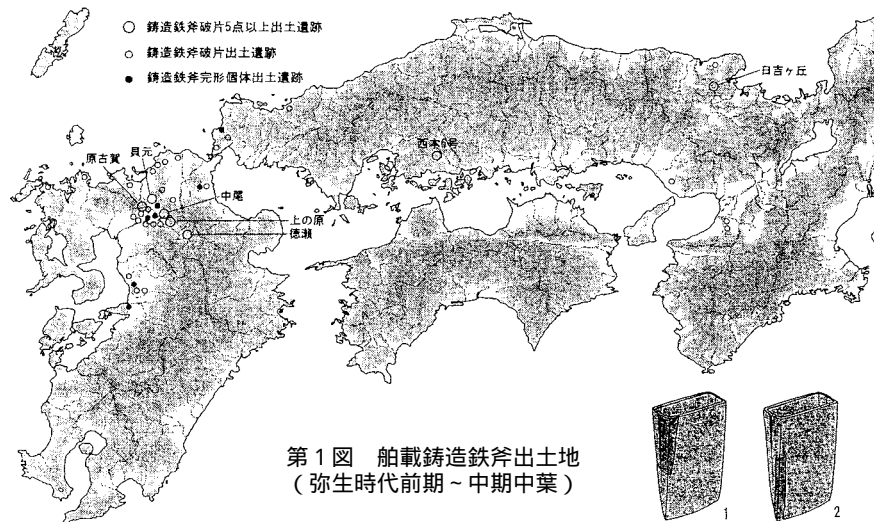 鋳造鉄斧破片5点以上出土遺跡
鋳造鉄斧破片出土遺跡
鋳造鉄斧完形個体出土遺跡
日吉ヶ丘
西本6号
貝元
原古賀
中尾
上の原
徳瀬
第1図 舶載鋳造鉄斧出土地
(弥生時代前期~中期中葉)
1
2